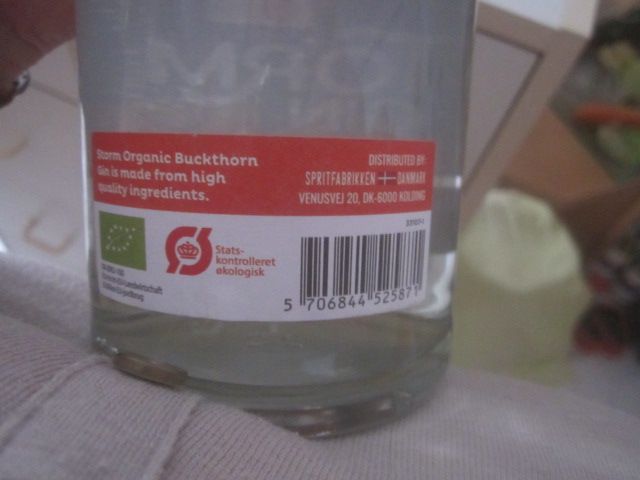 Storm Organic Buckthorn
Gin is made from high
quality ingredients.
DISTRIBUTED BY:
SPRITFABRIKKEN DANMARK
VENUSVEJ 20, DK-6000 KOLDING
Ø
Stats-
kontrolleret
økologisk
5 706844 525871